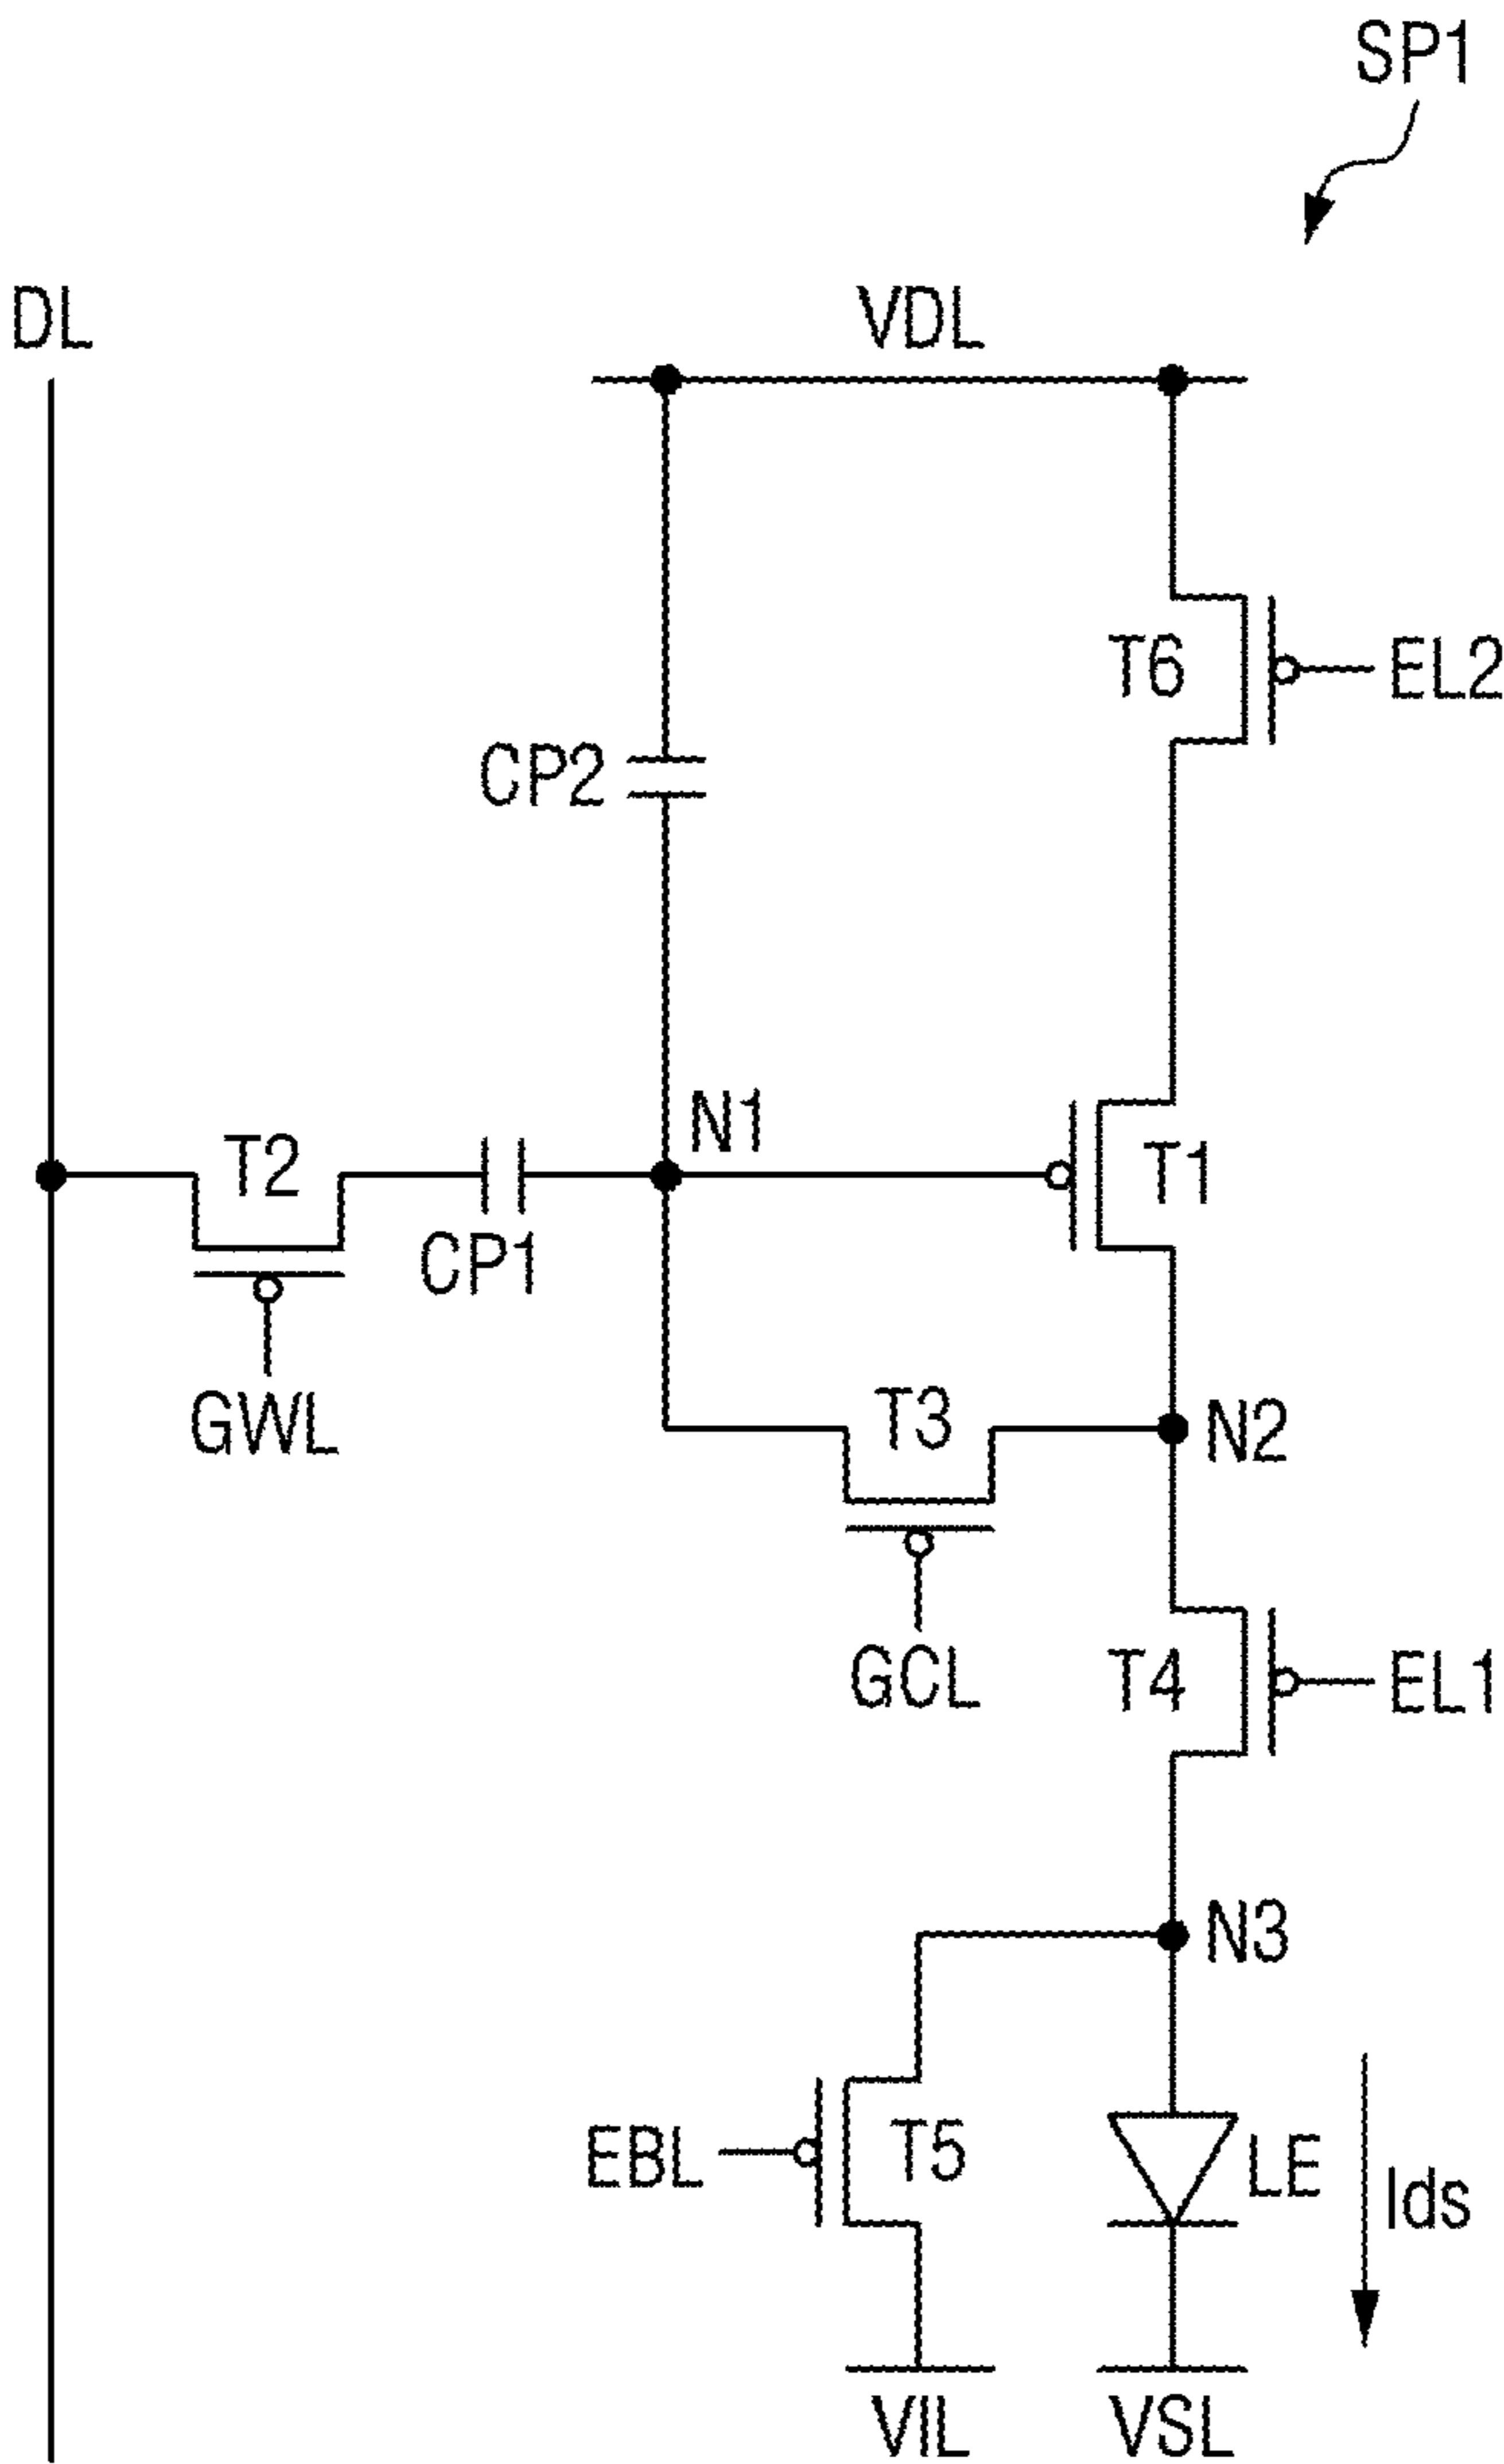 SP1
DL
VDL
T6
EL2
CP2
N1
T2
T1
CP1
GWL
T3
N2
GCL
T4
EL1
N3
EBL
T5
LE
Ids
VIL
VSL